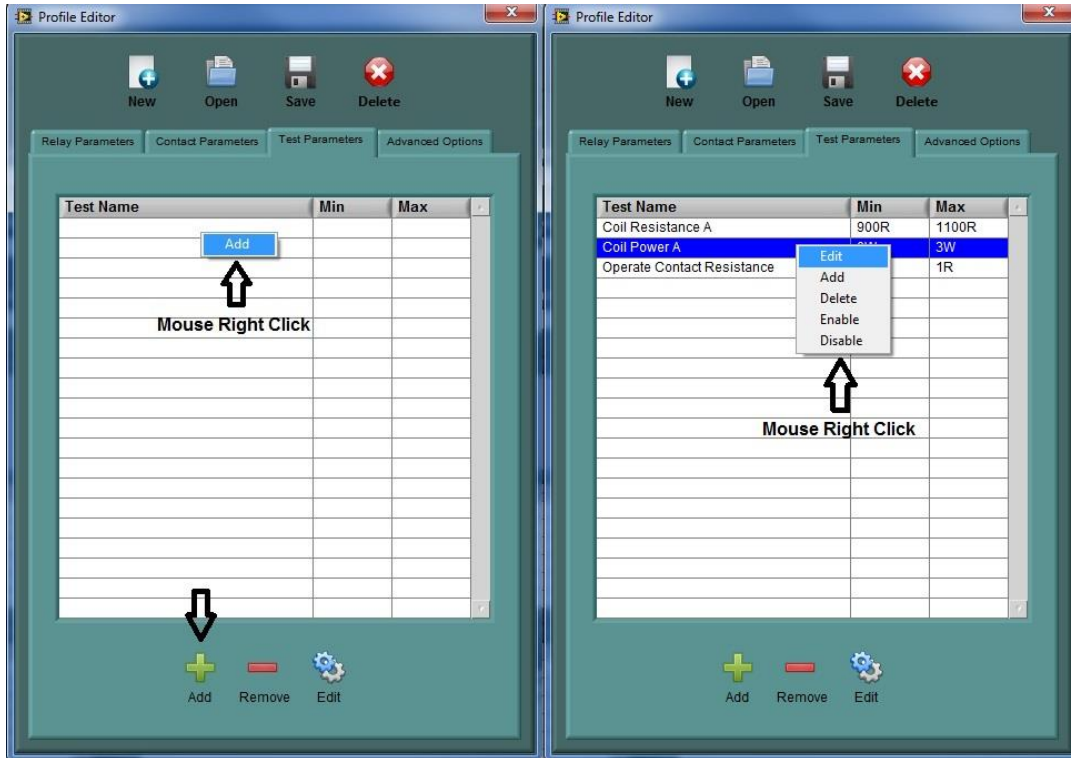 Profile Editor
New Open Save Delete
Relay Parameters Contact Parameters Test Parameters Advanced Options
Test Name Min Max
Add
Mouse Right Click
Add Remove Edit
Profile Editor
New Open Save Delete
Relay Parameters Contact Parameters Test Parameters Advanced Options
Test Name Min Max
Coil Resistance A 900R 1100R
Coil Power A 3W
Operate Contact Resistance 1R
Edit
Add
Delete
Enable
Disable
Mouse Right Click
Add Remove Edit